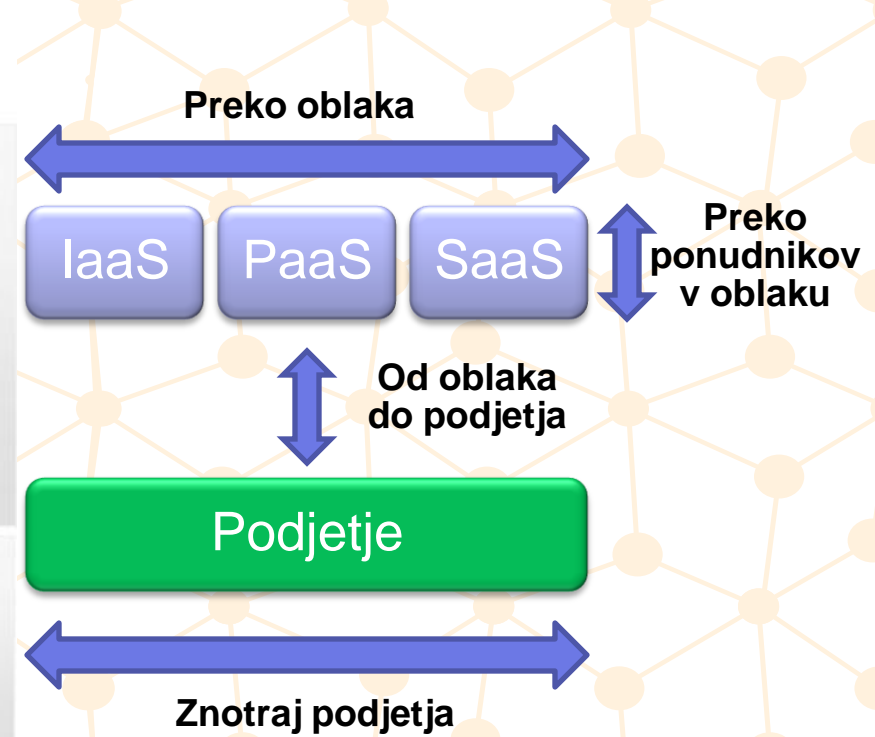 Preko oblaka
IaaS
PaaS
SaaS
Preko
ponudnikov
v oblaku
Od oblaka
do podjetja
Podjetje
Znotraj podjetja